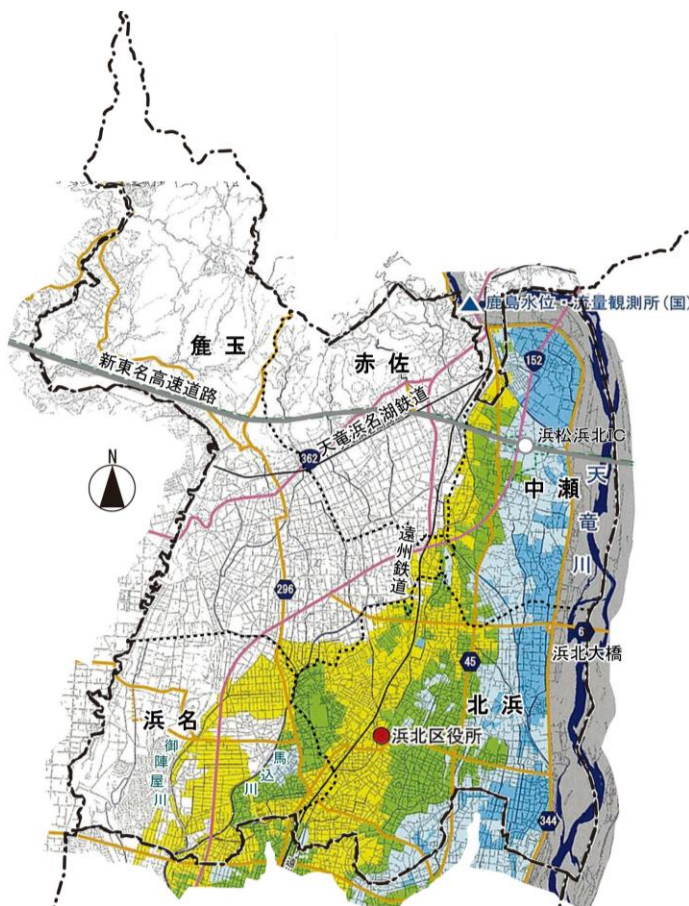 鹿島水位・流量観測所(国)
麁玉
赤佐
152
新東名高速道路
天竜浜名湖鉄道
浜松浜北IC
N
362
中瀬
天竜川
遠州鉄道
296
6
浜北大橋
45
浜名
北浜
浜北区役所
御陣屋川
馬込川
344